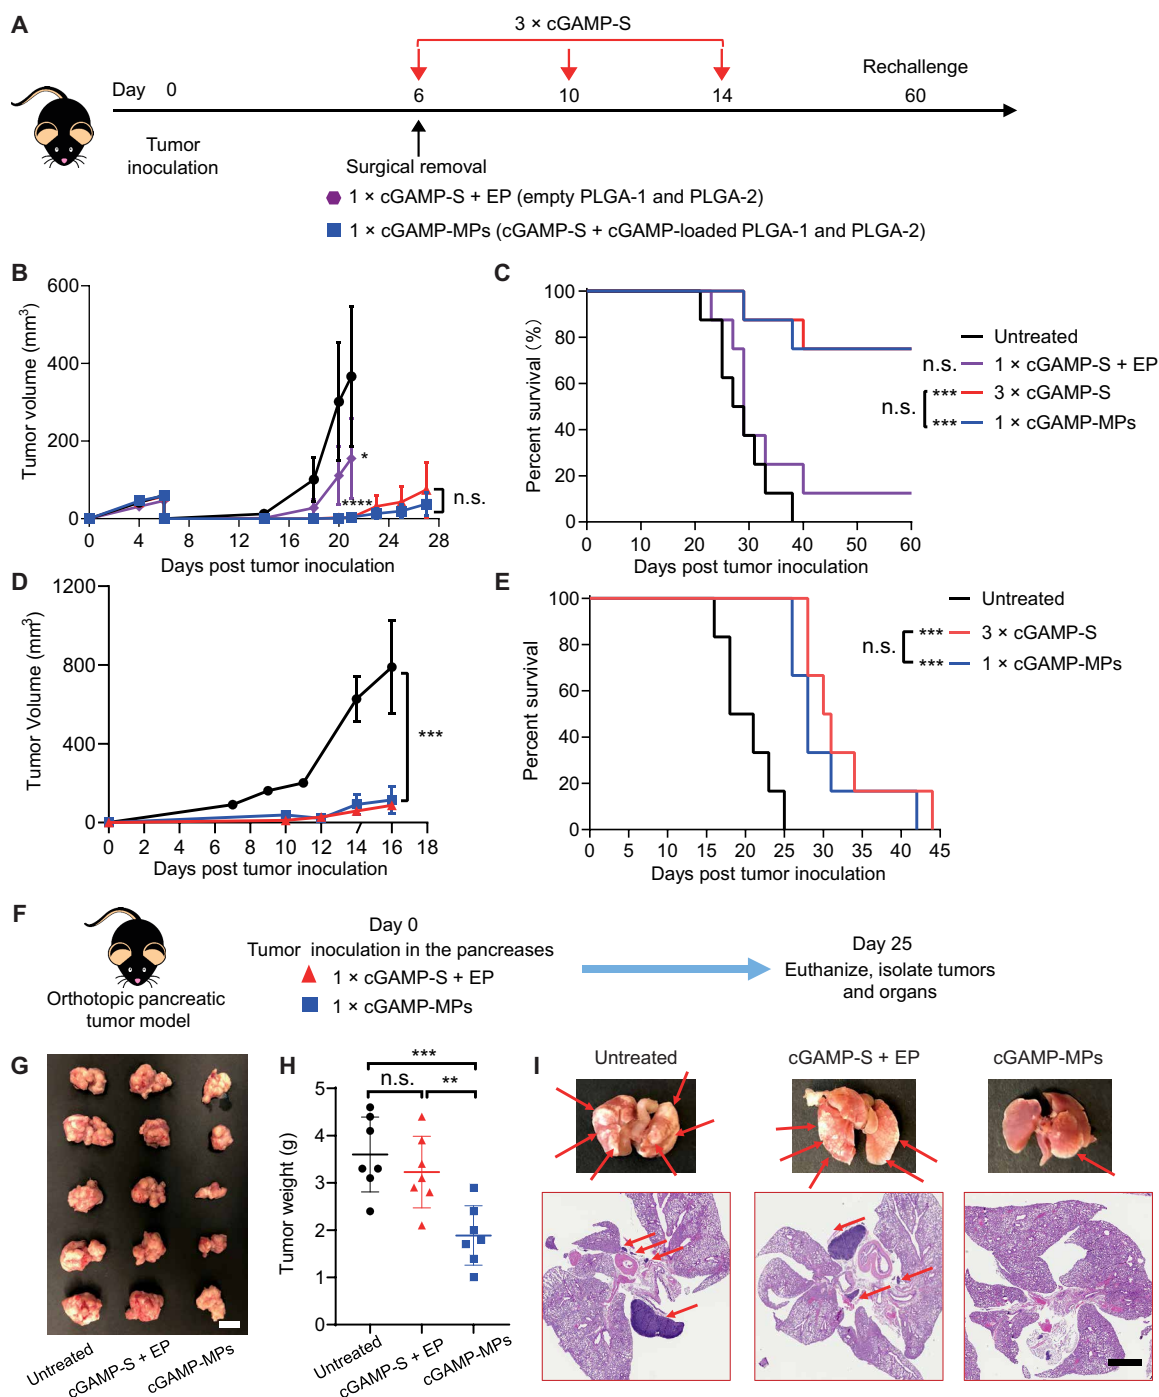 A
3 × cGAMP-S
Rechallenge
Day 0 6 10 14 60
Tumor
inoculation
Surgical removal
1 × cGAMP-S + EP (empty PLGA-1 and PLGA-2)
1 × cGAMP-MPs (cGAMP-S + cGAMP-loaded PLGA-1 and PLGA-2)
B
Tumor volume (mm³)
600
400
200
0
*
****
n.s.
0 4 8 12 16 20 24 28
Days post tumor inoculation
C
Percent survival (%)
100
80
60
40
20
0
0 10 20 30 40 50 60
Days post tumor inoculation
Untreated
n.s. 1 × cGAMP-S + EP
*** 3 × cGAMP-S
n.s.
*** 1 × cGAMP-MPs
D
Tumor Volume (mm³)
1200
800
400
0
***
0 2 4 6 8 10 12 14 16 18
Days post tumor inoculation
E
Percent survival
100
80
60
40
20
0
0 5 10 15 20 25 30 35 40 45
Days post tumor inoculation
Untreated
*** 3 × cGAMP-S
n.s.
*** 1 × cGAMP-MPs
F
Orthotopic pancreatic
tumor model
Day 0
Tumor inoculation in the pancreases
1 × cGAMP-S + EP
1 × cGAMP-MPs
Day 25
Euthanize, isolate tumors
and organs
G
Untreated
cGAMP-S + EP
cGAMP-MPs
H
Tumor weight (g)
5
4
3
2
1
0
***
n.s. **
Untreated
cGAMP-S + EP
cGAMP-MPs
I
Untreated
cGAMP-S + EP
cGAMP-MPs